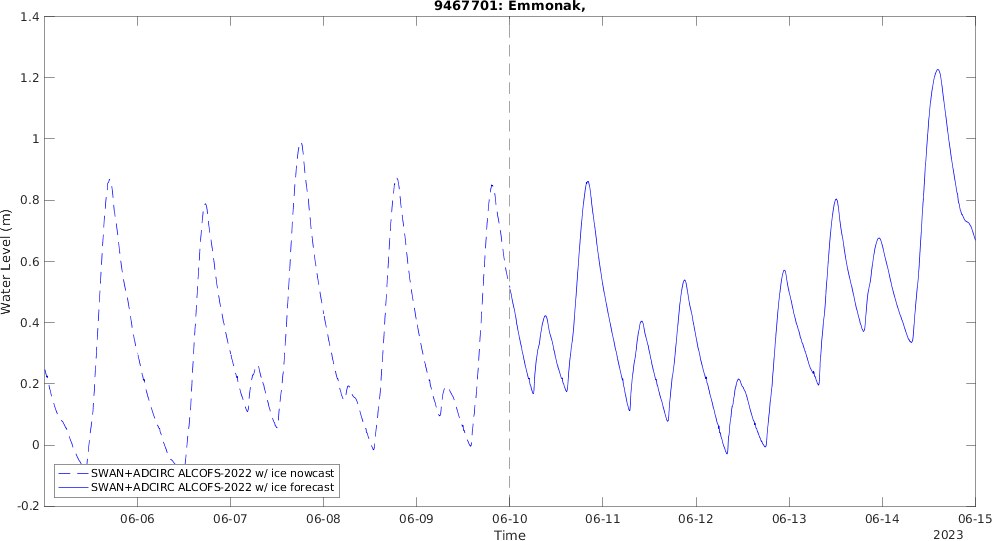 9467701: Emmonak,
1.4
1.2
1
0.8
0.6
0.4
0.2
0
-0.2
Water Level (m)
SWAN+ADCIRC ALCOFS-2022 w/ ice nowcast
SWAN+ADCIRC ALCOFS-2022 w/ ice forecast
06-06 06-07 06-08 06-09 06-10 06-11 06-12 06-13 06-14 06-15
Time
2023